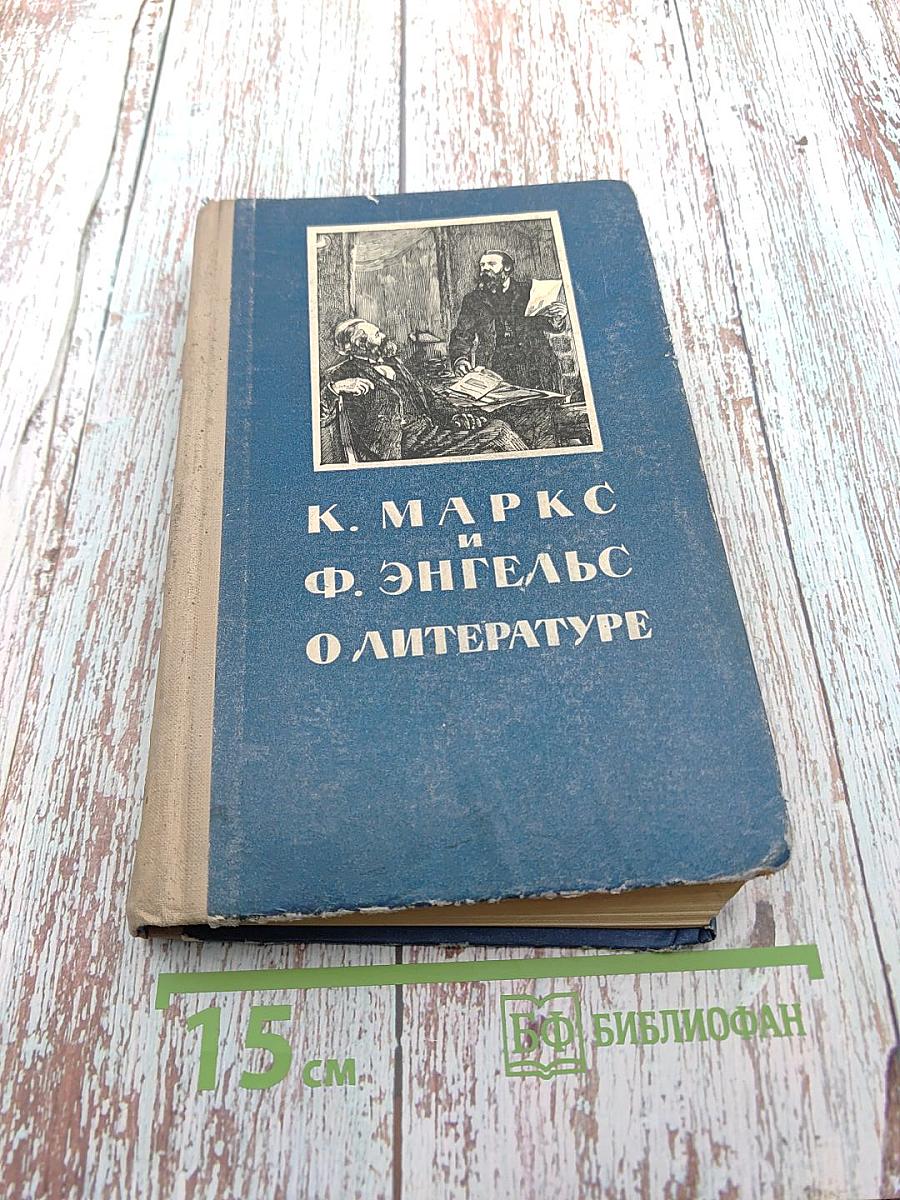 К. МАРКС
и
Ф. ЭНГЕЛЬС
О ЛИТЕРАТУРЕ
15 см
БФ БИБЛИОФАН